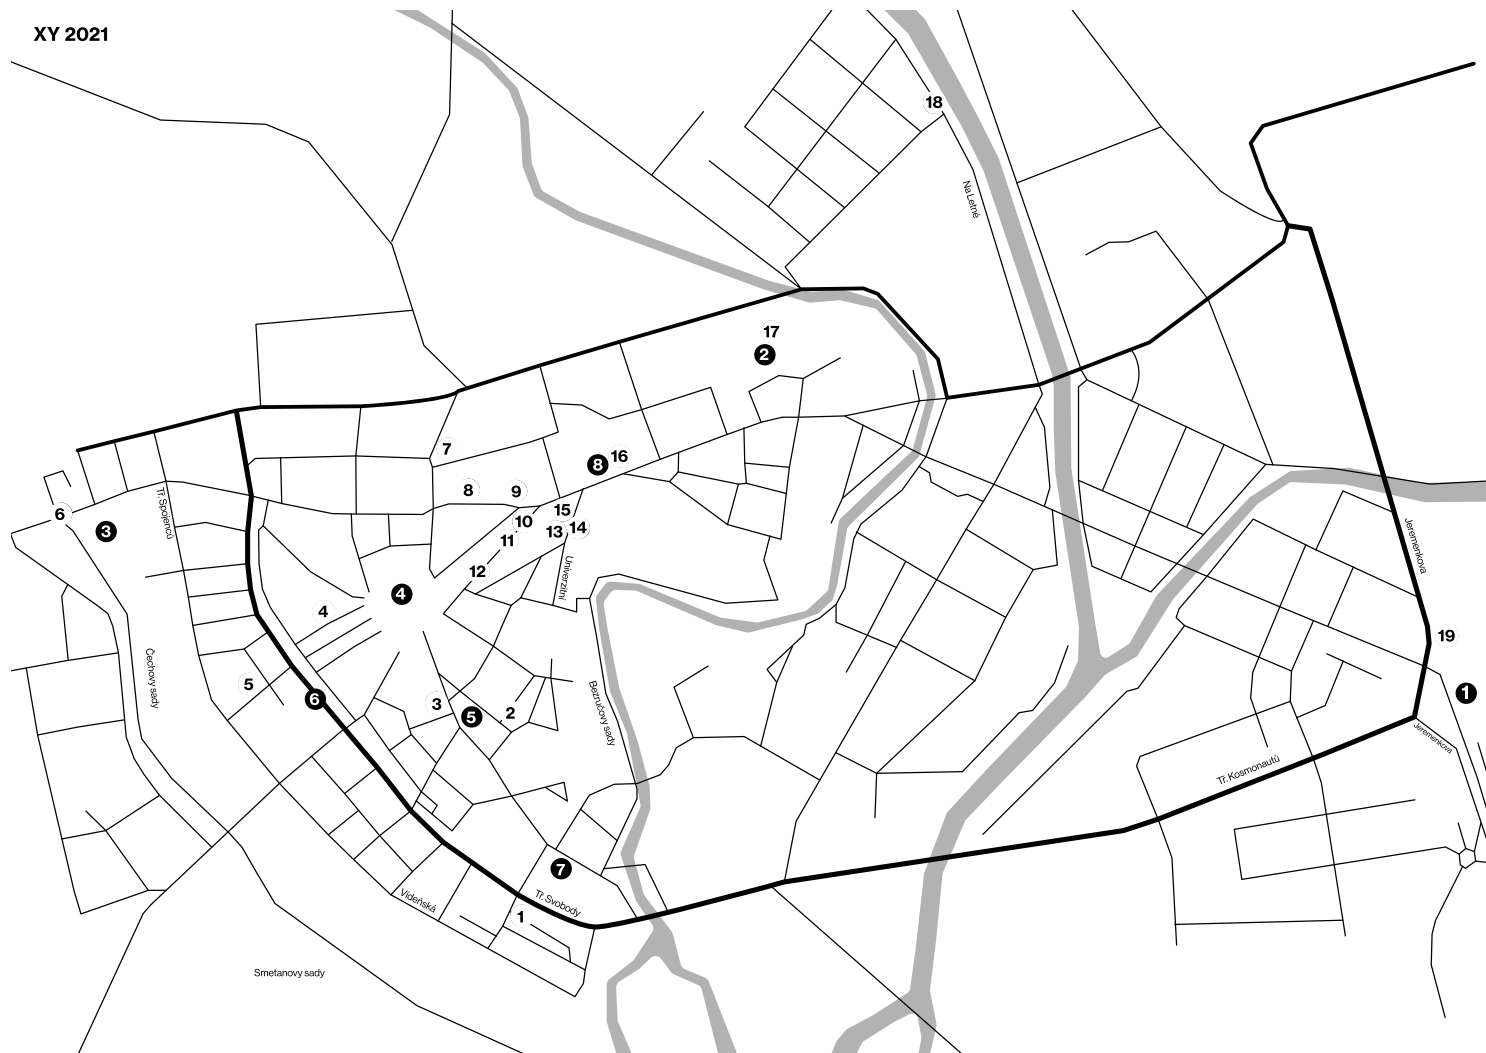 XY 2021
18
Na Letné
17
2
7
8
16
8
9
6
3
Tř. Spojenců
15
10
13
14
11
12
Univerzitní
Jeremenkova
4
4
19
Čechovy sady
5
6
3
5
2
Bezručovy sady
1
Jeremenkova
Tř. Kosmonautů
7
Vídeňská
Tř. Svobody
1
Smetanovy sady